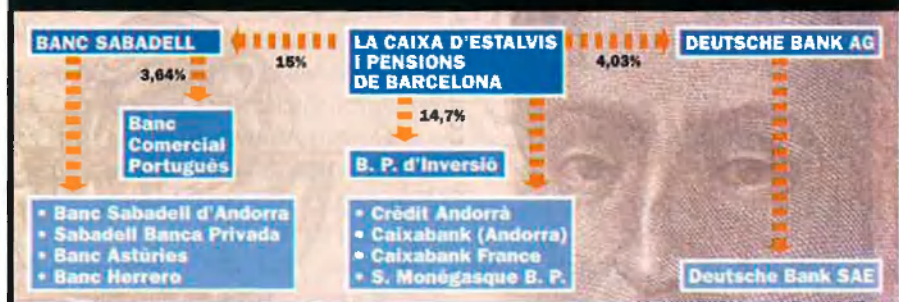 BANC SABADELL
15%
LA CAIXA D'ESTALVIS
I PENSIONS
DE BARCELONA
4,03%
DEUTSCHE BANK AG
3,64%
14,7%
Banc
Comercial
Portuguès
B. P. d'Inversió
• Banc Sabadell d'Andorra
• Sabadell Banca Privada
• Banc Astúries
• Banc Herrero
• Crèdit Andorrà
• Caixabank (Andorra)
• Caixabank France
• S. Monégasque B. P.
Deutsche Bank SAE